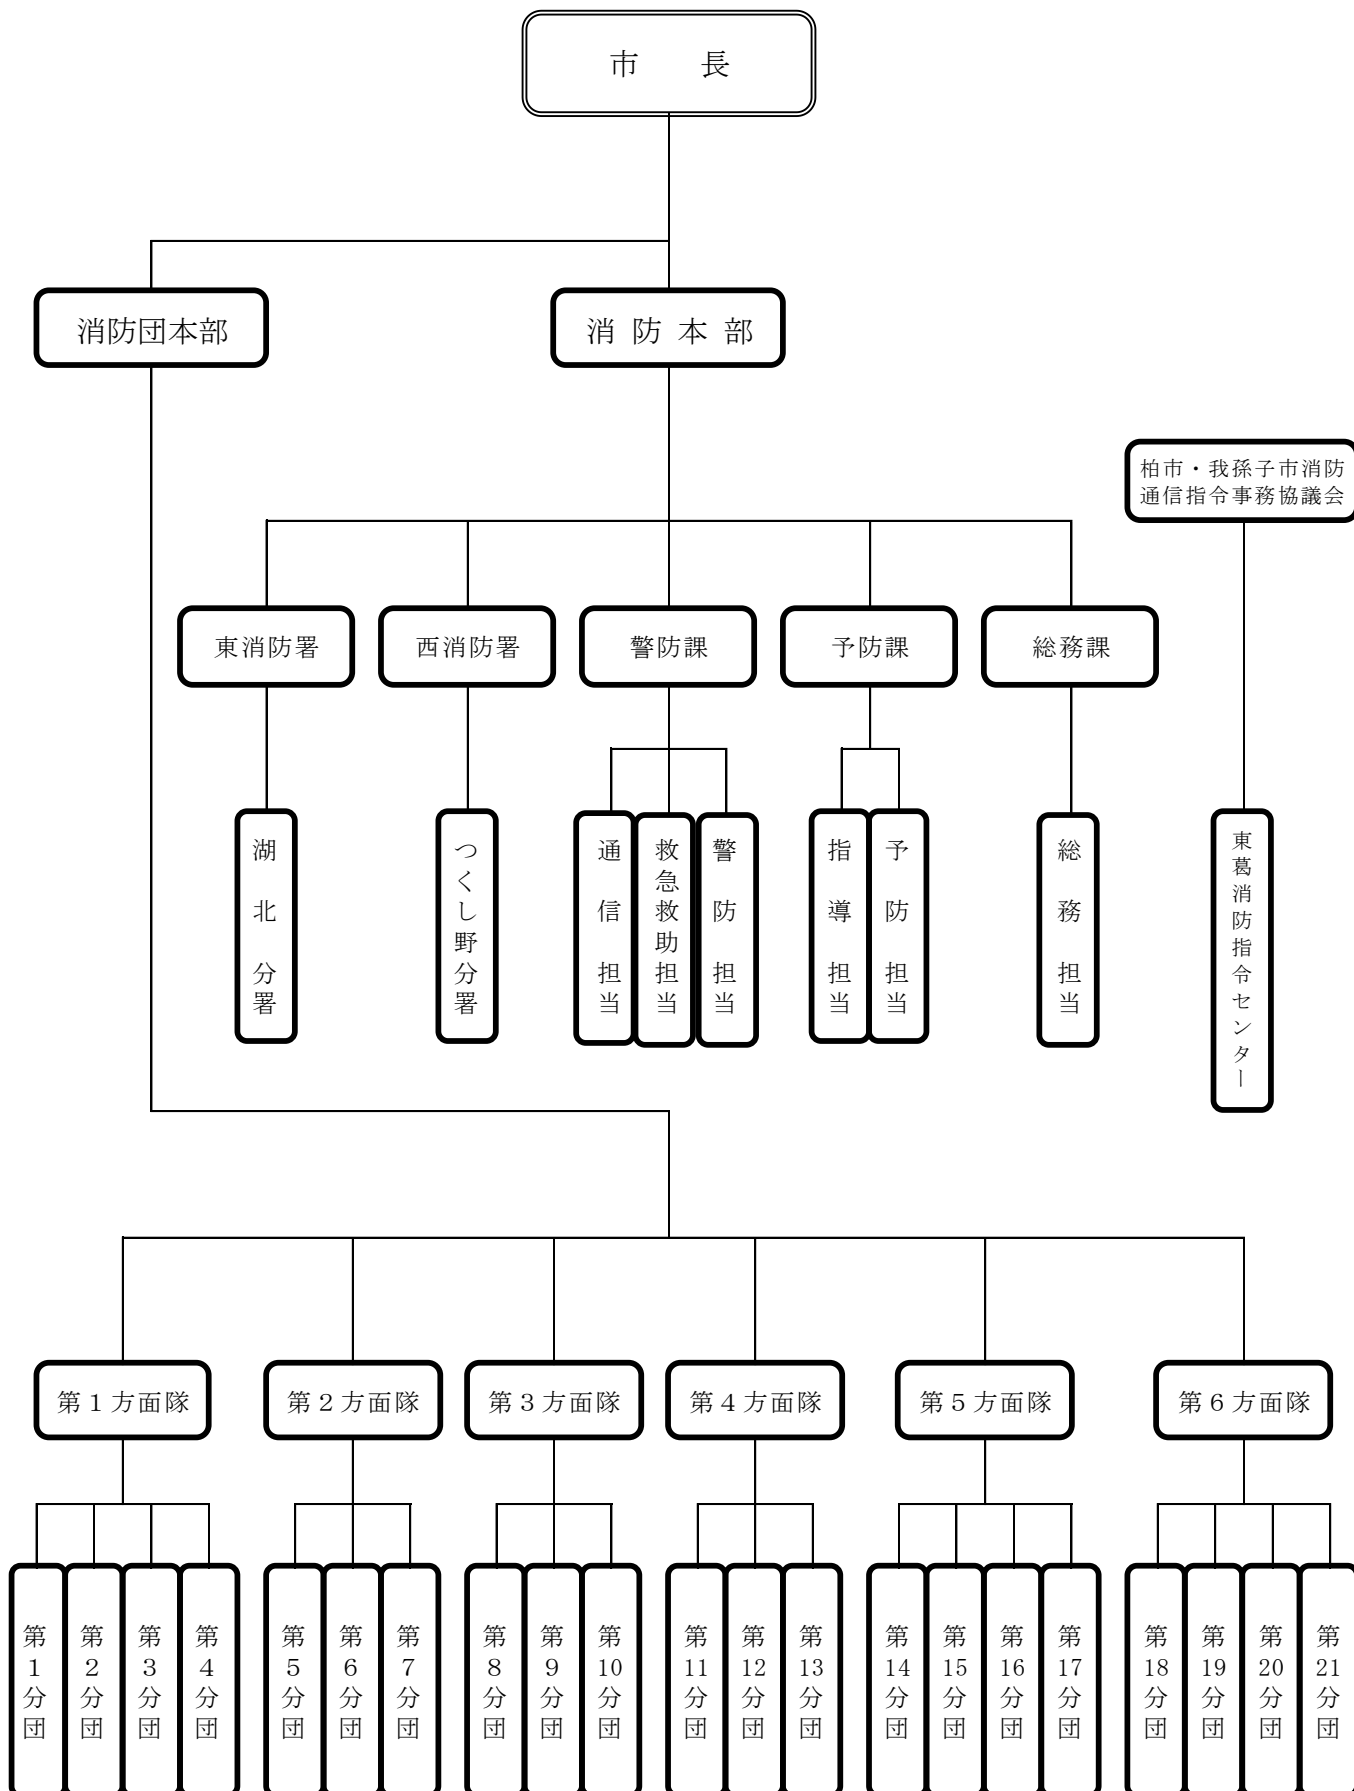 市　長
消防団本部
消防本部
柏市・我孫子市消防
通信指令事務協議会
東消防署
西消防署
警防課
予防課
総務課
湖北分署
つくし野分署
通信担当
救急救助担当
警防担当
指導担当
予防担当
総務担当
東葛消防指令センター
第１方面隊
第２方面隊
第３方面隊
第４方面隊
第５方面隊
第６方面隊
第1分団
第2分団
第3分団
第4分団
第5分団
第6分団
第7分団
第8分団
第9分団
第10分団
第11分団
第12分団
第13分団
第14分団
第15分団
第16分団
第17分団
第18分団
第19分団
第20分団
第21分団